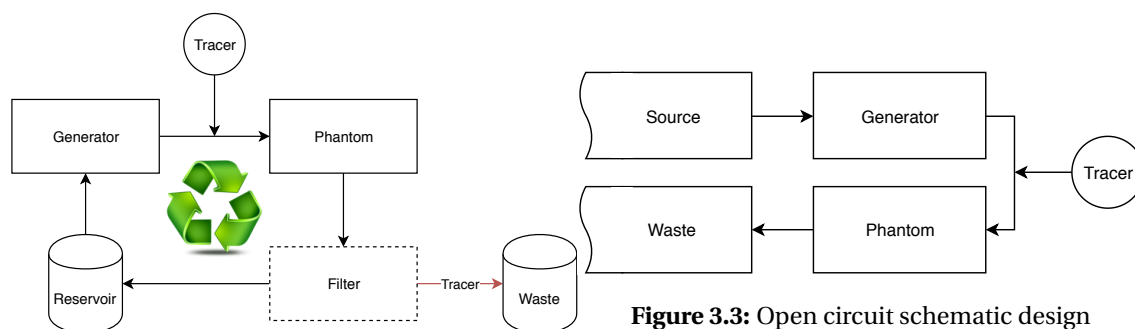 Tracer
Generator
Phantom
Reservoir
Filter
Tracer
Waste
Source
Generator
Tracer
Waste
Phantom
Figure 3.3: Open circuit schematic design